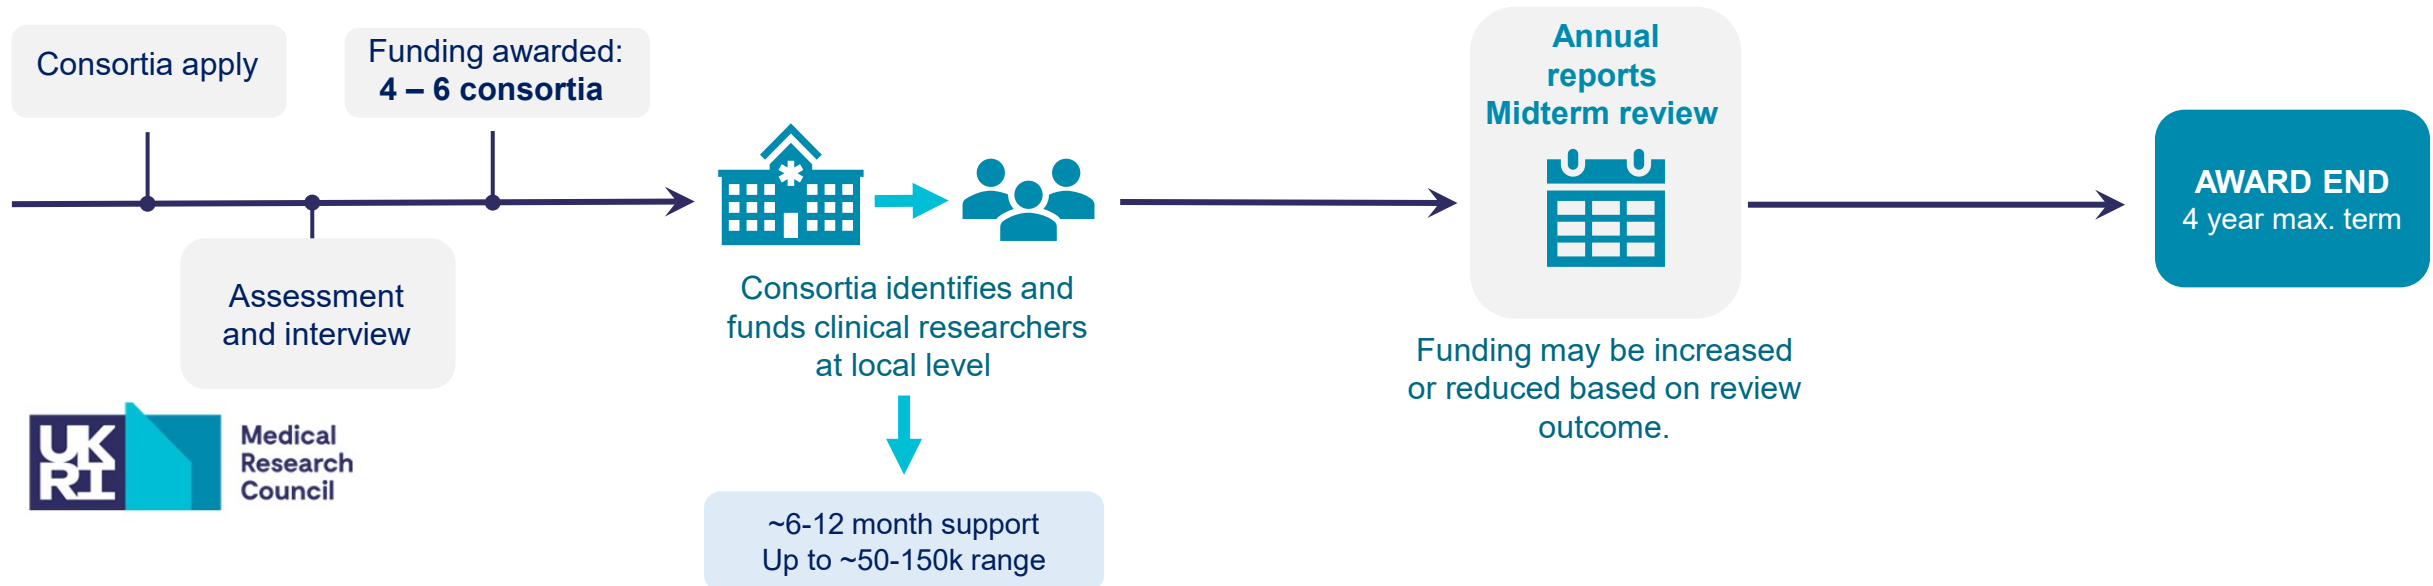 Consortia apply
Funding awarded:
4 – 6 consortia
Assessment
and interview
Consortia identifies and
funds clinical researchers
at local level
~6-12 month support
Up to ~50-150k range
Annual
reports
Midterm review
Funding may be increased
or reduced based on review
outcome.
AWARD END
4 year max. term
UK
RI
Medical
Research
Council